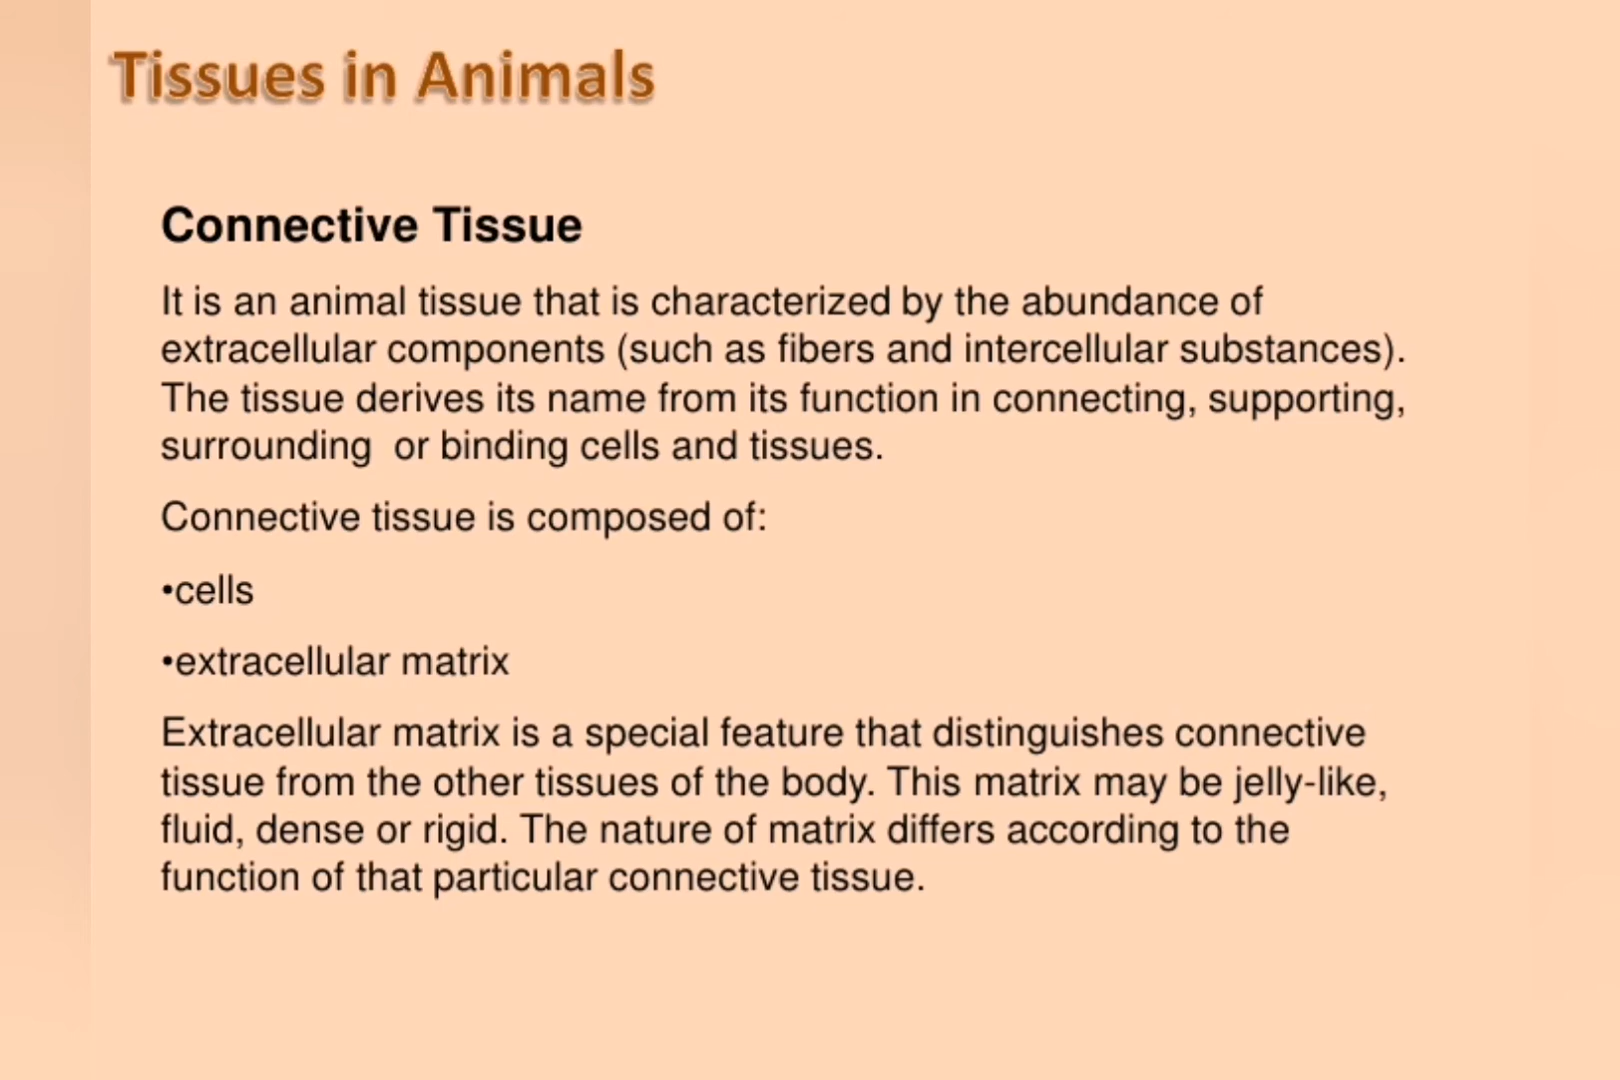 Tissues in Animals
Connective Tissue
It is an animal tissue that is characterized by the abundance of
extracellular components (such as fibers and intercellular substances).
The tissue derives its name from its function in connecting, supporting,
surrounding  or binding cells and tissues.
Connective tissue is composed of:
•cells
•extracellular matrix
Extracellular matrix is a special feature that distinguishes connective
tissue from the other tissues of the body. This matrix may be jelly-like,
fluid, dense or rigid. The nature of matrix differs according to the
function of that particular connective tissue.